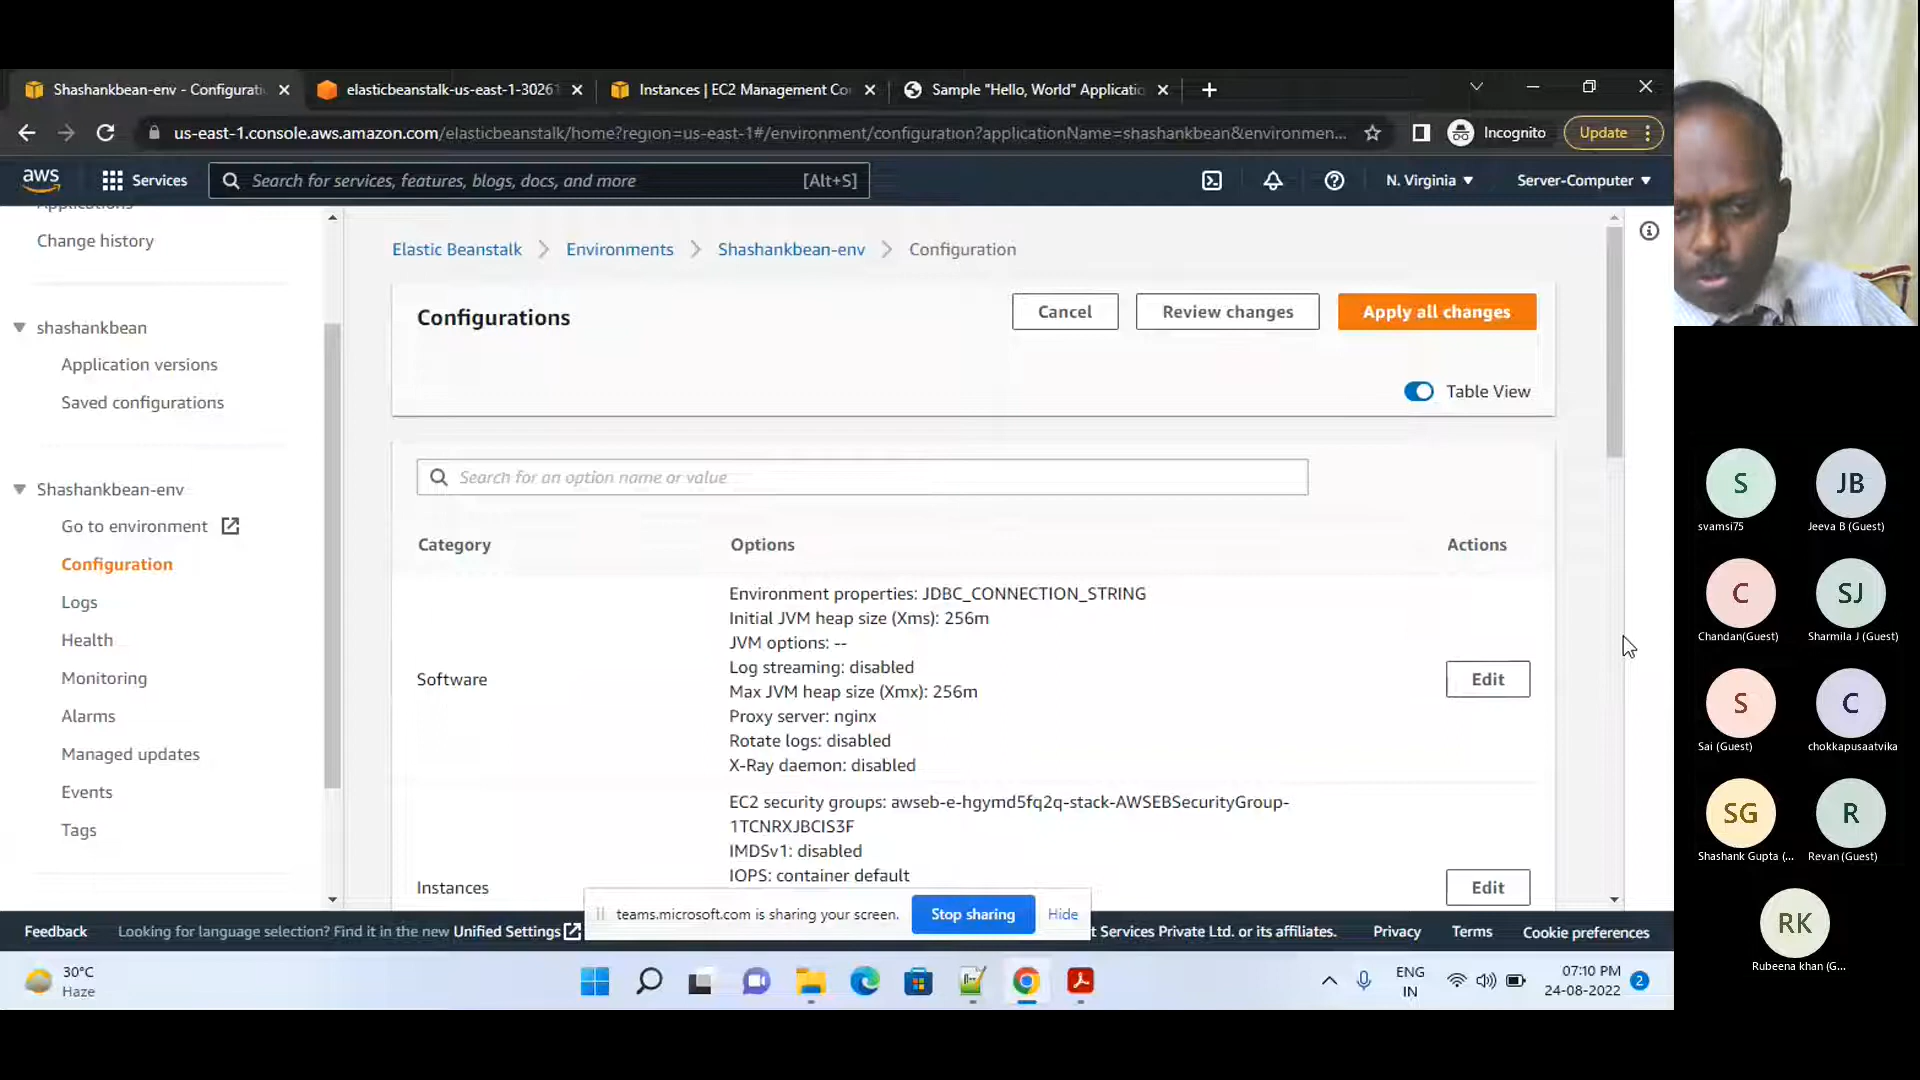 Shashankbean-env - Configurati
elasticbeanstalk-us-east-1-30261
Instances | EC2 Management Co
Sample "Hello, World" Applicatio
us-east-1.console.aws.amazon.com/elasticbeanstalk/home?region=us-east-1#/environment/configuration?applicationName=shashankbean&environmen...
Incognito
Update
aws
Services
Search for services, features, blogs, docs, and more
[Alt+S]
N. Virginia
Server-Computer
Applications
Change history
shashankbean
Application versions
Saved configurations
Shashankbean-env
Go to environment
Configuration
Logs
Health
Monitoring
Alarms
Managed updates
Events
Tags
Elastic Beanstalk
Environments
Shashankbean-env
Configuration
Configurations
Cancel
Review changes
Apply all changes
Table View
Search for an option name or value
Category
Options
Actions
Software
Environment properties: JDBC_CONNECTION_STRING
Initial JVM heap size (Xms): 256m
JVM options: --
Log streaming: disabled
Max JVM heap size (Xmx): 256m
Proxy server: nginx
Rotate logs: disabled
X-Ray daemon: disabled
Edit
Instances
EC2 security groups: awseb-e-hgymd5fq2q-stack-AWSEBSecurityGroup-
1TCNRXJBCIS3F
IMDSv1: disabled
IOPS: container default
Edit
teams.microsoft.com is sharing your screen.
Stop sharing
Hide
Feedback
Looking for language selection? Find it in the new Unified Settings
t Services Private Ltd. or its affiliates.
Privacy
Terms
Cookie preferences
30°C
Haze
ENG
IN
07:10 PM
24-08-2022
2
S
svamsi75
JB
Jeeva B (Guest)
C
Chandan(Guest)
SJ
Sharmila J (Guest)
S
Sai (Guest)
C
chokkapusaatvika
SG
Shashank Gupta (...
R
Revan (Guest)
RK
Rubeena khan (G...